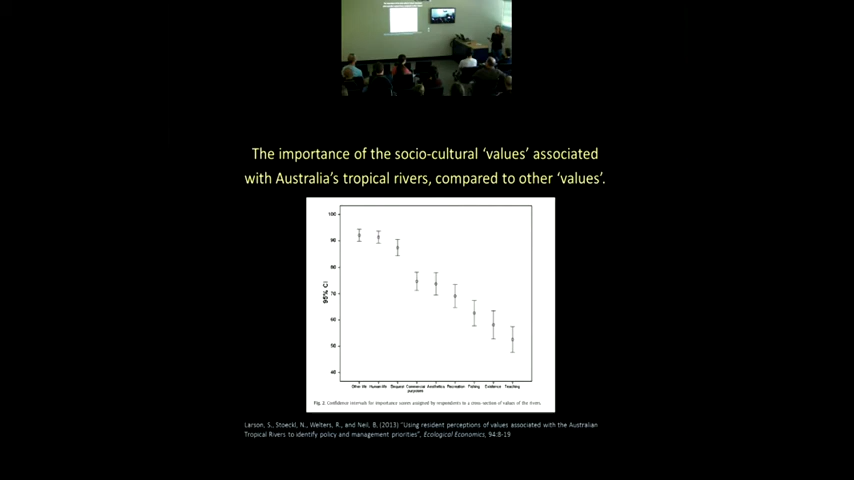 The importance of the socio-cultural ‘values’ associated
with Australia’s tropical rivers, compared to other ‘values’.
100
90
80
70
60
50
40
95% CI
Other life Human life Bequest Commercial Aesthetics Recreation Fishing Existence Teaching
purposes
Fig. 2. Confidence intervals for importance scores assigned by respondents to a cross-section of values of the rivers.
Larson, S., Stoeckl, N., Welters, R., and Neil, B. (2013) “Using resident perceptions of values associated with the Australian
Tropical Rivers to identify policy and management priorities”, Ecological Economics, 94:8-19